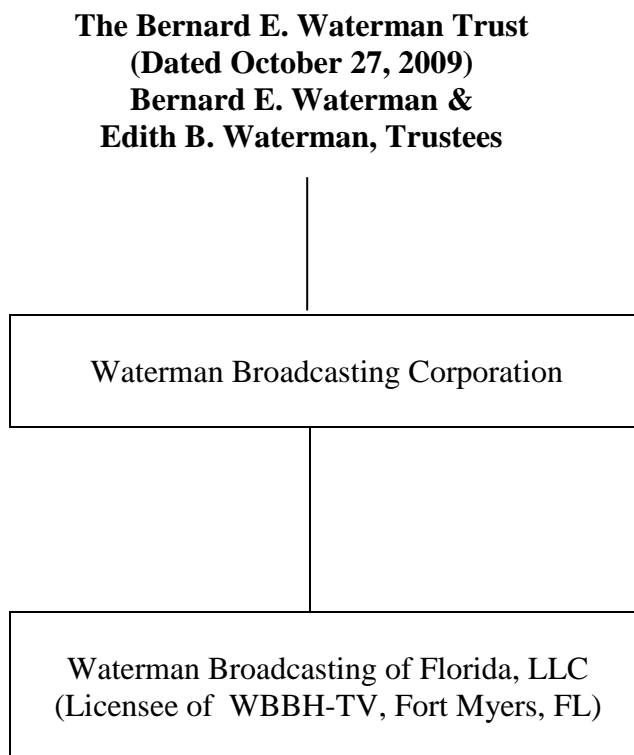 The Bernard E. Waterman Trust
(Dated October 27, 2009)
Bernard E. Waterman &
Edith B. Waterman, Trustees
Waterman Broadcasting Corporation
Waterman Broadcasting of Florida, LLC
(Licensee of  WBBH-TV, Fort Myers, FL)